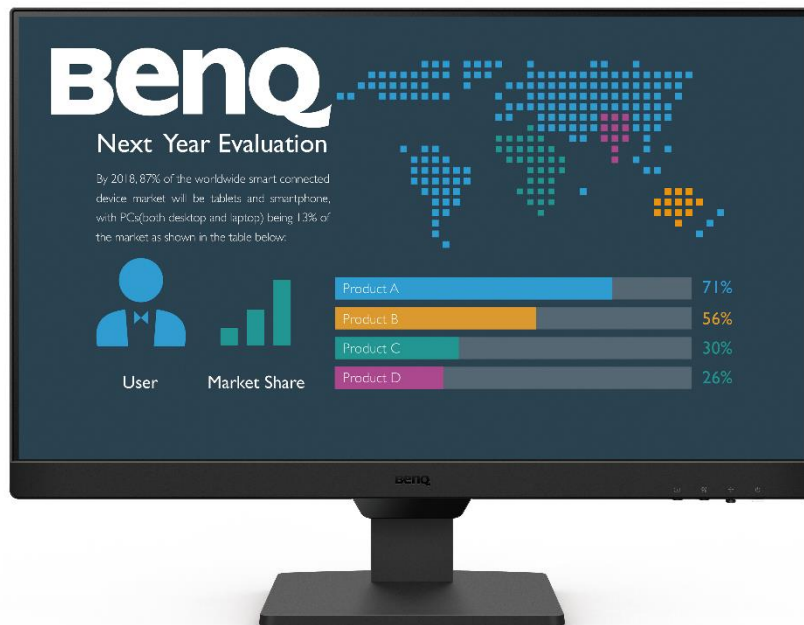 BenQ
Next Year Evaluation
By 2018, 87% of the worldwide smart connected
device market will be tablets and smartphone,
with PCs(both desktop and laptop) being 13% of
the market as shown in the table below:
User
Market Share
Product A 71%
Product B 56%
Product C 30%
Product D 26%
BenQ